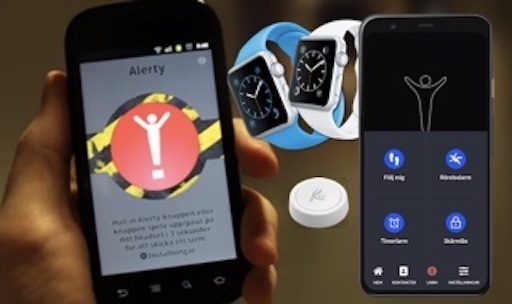 Alerty
Håll in Alerty knappen eller
knappen spela upp/paus på
ditt headset i 3 sekunder
för att skicka ett larm.
Inställningar
Följ mig
Rörelselarm
Timerlarm
Skärmlås
HEM
KONTAKTER
LARM
INSTÄLLNINGAR